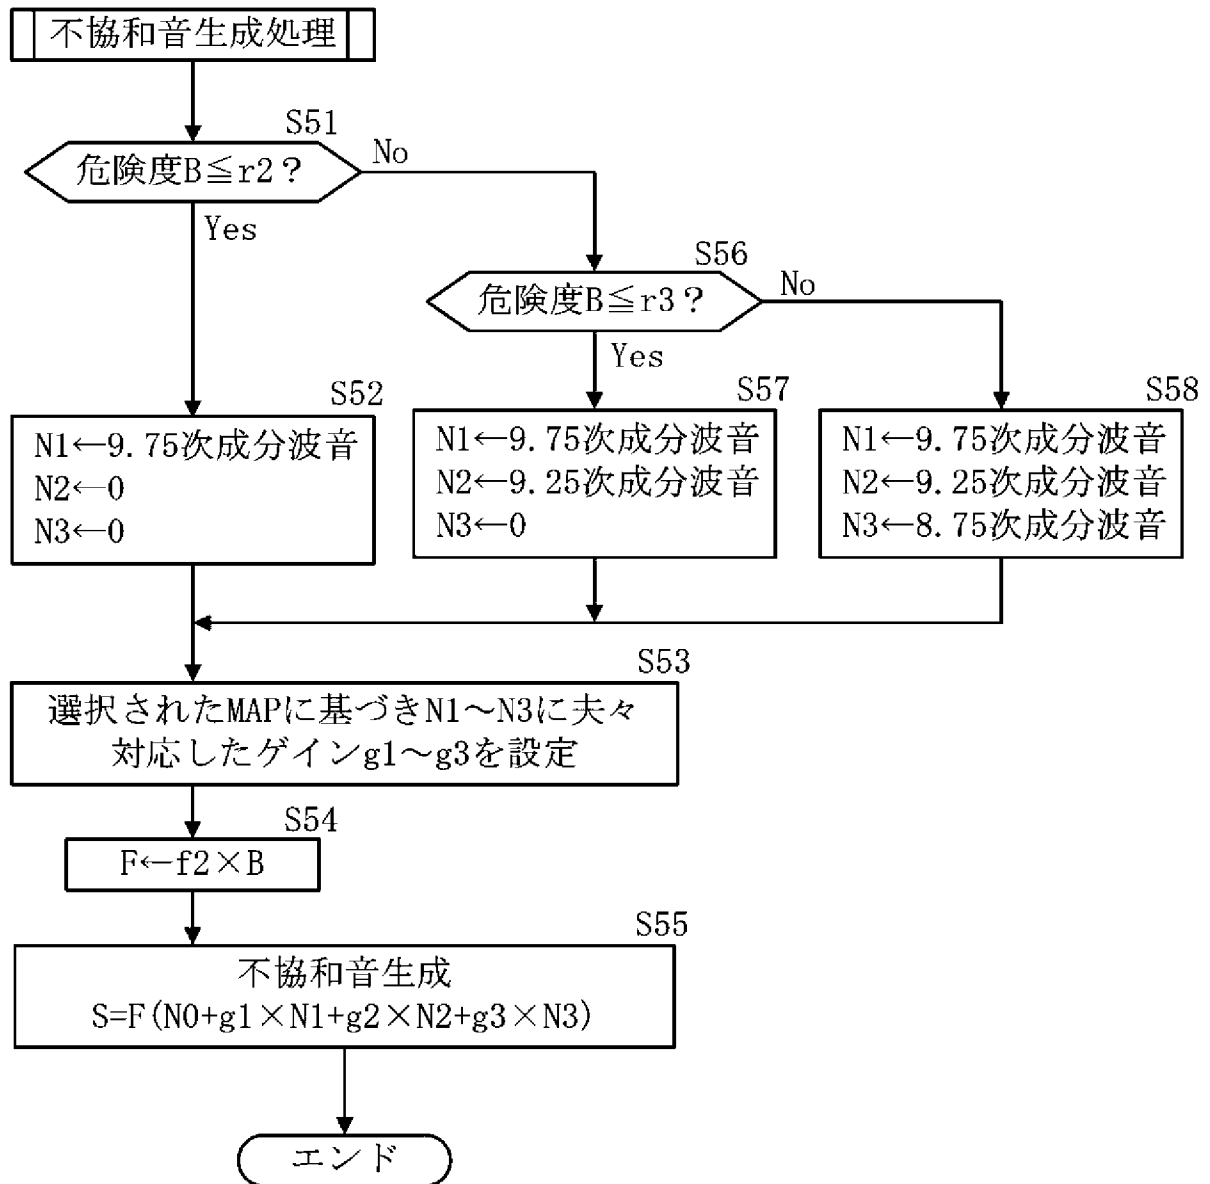 不協和音生成処理
S51
危険度B≦r2？
No
Yes
S56
危険度B≦r3？
No
Yes
S52
N1←9.75次成分波音
N2←0
N3←0
S57
N1←9.75次成分波音
N2←9.25次成分波音
N3←0
S58
N1←9.75次成分波音
N2←9.25次成分波音
N3←8.75次成分波音
S53
選択されたMAPに基づきN1～N3に夫々
対応したゲインg1～g3を設定
S54
F←f2×B
S55
不協和音生成
S=F(N0+g1×N1+g2×N2+g3×N3)
エンド